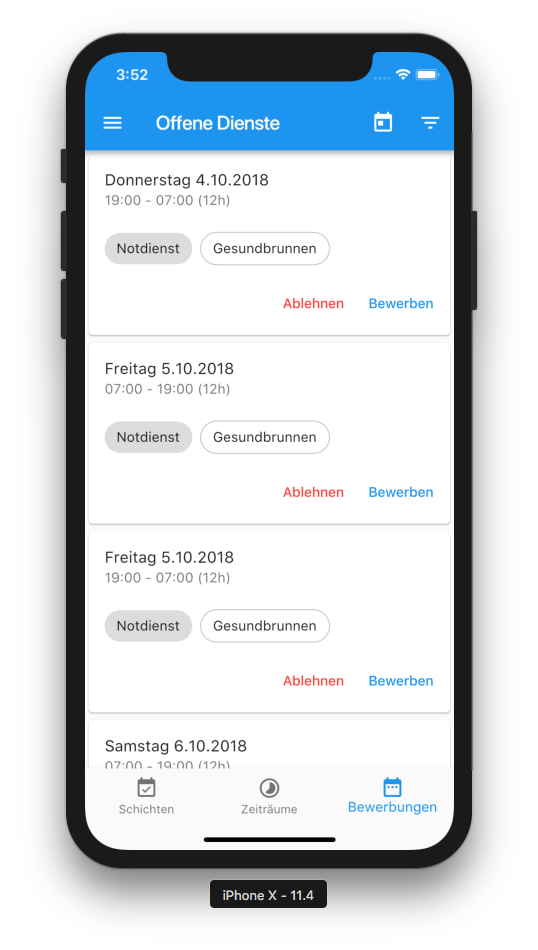 3:52
Offene Dienste
Donnerstag 4.10.2018
19:00 - 07:00 (12h)
Notdienst Gesundbrunnen
Ablehnen Bewerben
Freitag 5.10.2018
07:00 - 19:00 (12h)
Notdienst Gesundbrunnen
Ablehnen Bewerben
Freitag 5.10.2018
19:00 - 07:00 (12h)
Notdienst Gesundbrunnen
Ablehnen Bewerben
Samstag 6.10.2018
07:00 - 19:00 (12h)
Schichten Zeiträume Bewerbungen
iPhone X - 11.4